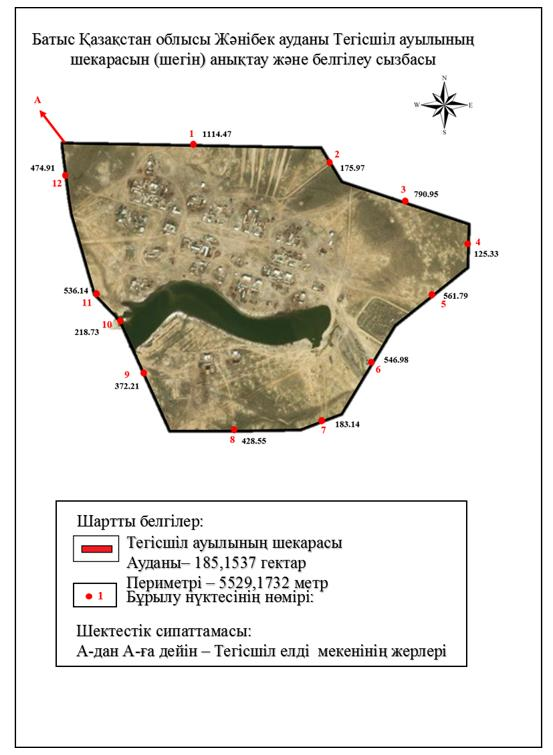 Батыс Қазақстан облысы Жәнібек ауданы Тегісшіл ауылының
шекарасын (шегін) анықтау және белгілеу сызбасы
N
W E
S
A
1 1114.47
2
175.97
3
790.95
474.91
12
4
125.33
536.14
11
561.79
5
10
218.73
546.98
6
9
372.21
7 183.14
8 428.55
Шартты белгілер:
Тегісшіл ауылының шекарасы
Ауданы– 185,1537 гектар
Периметрі – 5529,1732 метр
1 Бұрылу нүктесінің нөмірі:
Шектестік сипаттамасы:
А-дан А-ға дейін – Тегісшіл елді мекенінің жерлері